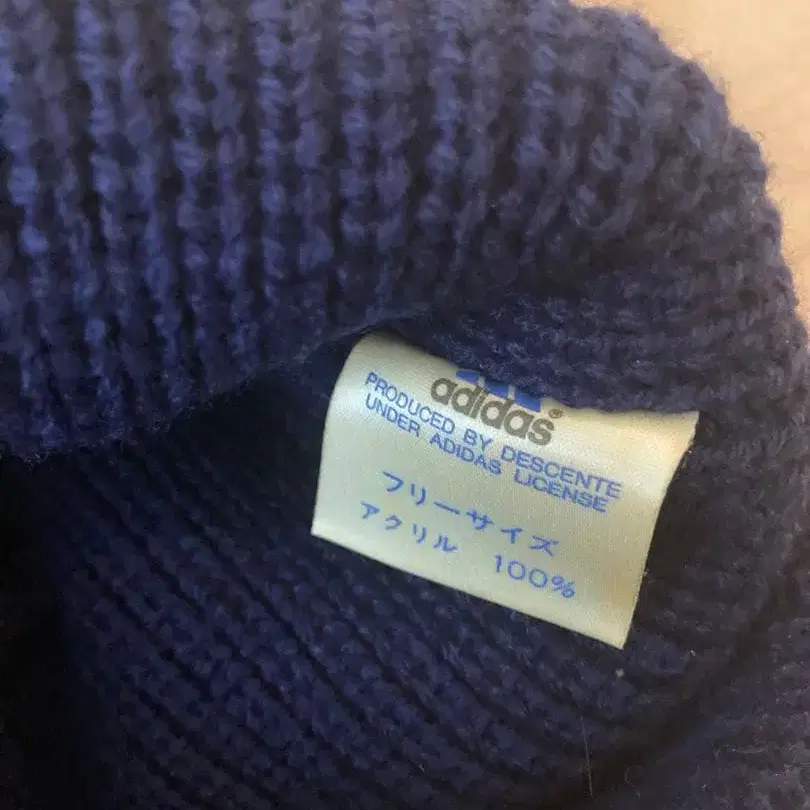 adidas®
PRODUCED BY DESCENTE
UNDER ADIDAS LICENSE
フリーサイズ
アクリル 100%